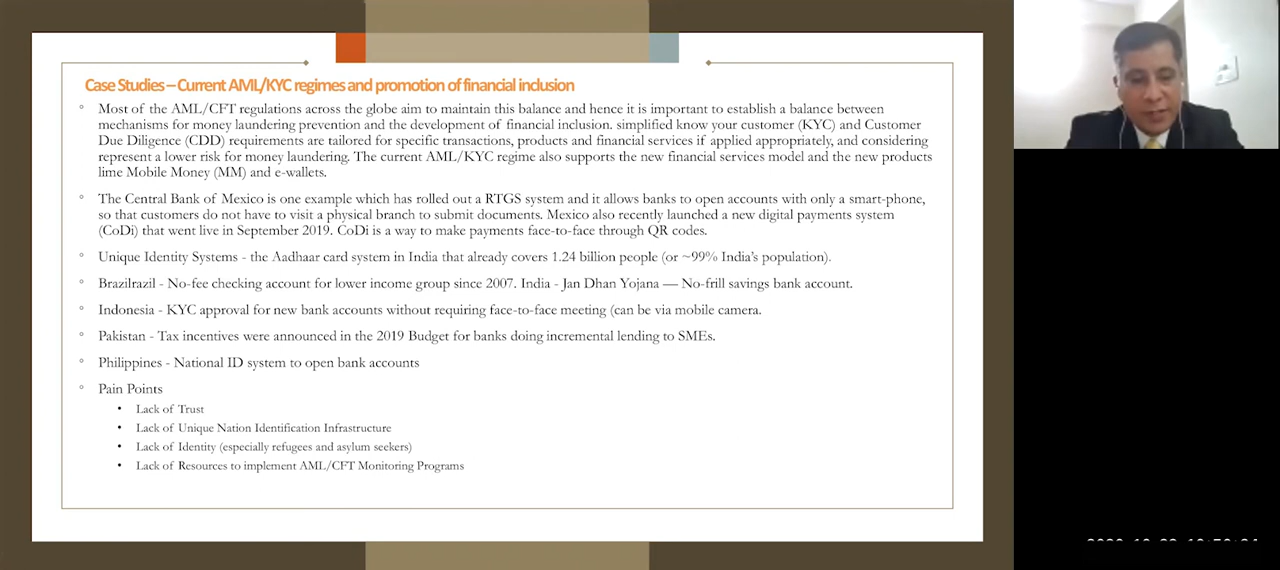 Case Studies – Current AML/KYC regimes and promotion of financial inclusion
° Most of the AML/CFT regulations across the globe aim to maintain this balance and hence it is important to establish a balance between
mechanisms for money laundering prevention and the development of financial inclusion. simplified know your customer (KYC) and Customer
Due Diligence (CDD) requirements are tailored for specific transactions, products and financial services if applied appropriately, and considering
represent a lower risk for money laundering. The current AML/KYC regime also supports the new financial services model and the new products
lime Mobile Money (MM) and e-wallets.
° The Central Bank of Mexico is one example which has rolled out a RTGS system and it allows banks to open accounts with only a smart-phone,
so that customers do not have to visit a physical branch to submit documents. Mexico also recently launched a new digital payments system
(CoDi) that went live in September 2019. CoDi is a way to make payments face-to-face through QR codes.
° Unique Identity Systems - the Aadhaar card system in India that already covers 1.24 billion people (or ~99% India's population).
° Brazilrazil - No-fee checking account for lower income group since 2007. India - Jan Dhan Yojana — No-frill savings bank account.
° Indonesia - KYC approval for new bank accounts without requiring face-to-face meeting (can be via mobile camera.
° Pakistan - Tax incentives were announced in the 2019 Budget for banks doing incremental lending to SMEs.
° Philippines - National ID system to open bank accounts
° Pain Points
• Lack of Trust
• Lack of Unique Nation Identification Infrastructure
• Lack of Identity (especially refugees and asylum seekers)
• Lack of Resources to implement AML/CFT Monitoring Programs